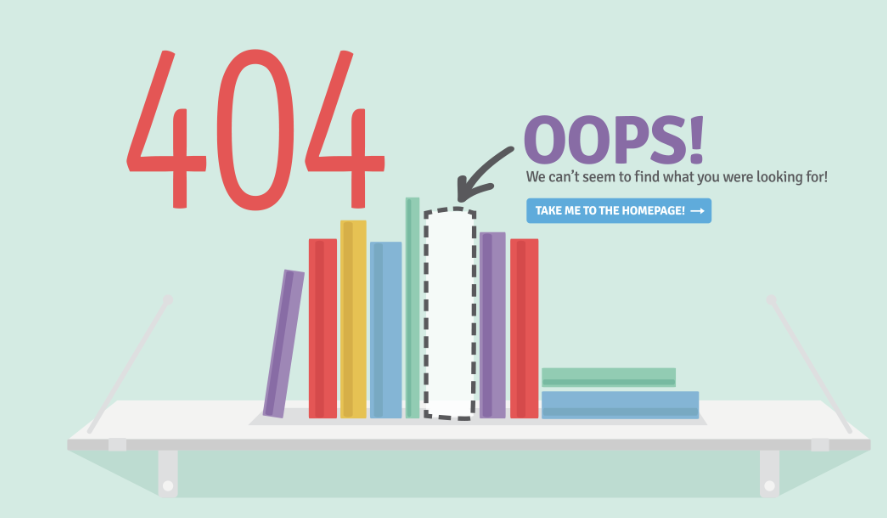 404
OOPS!
We can't seem to find what you were looking for!
TAKE ME TO THE HOMEPAGE! →